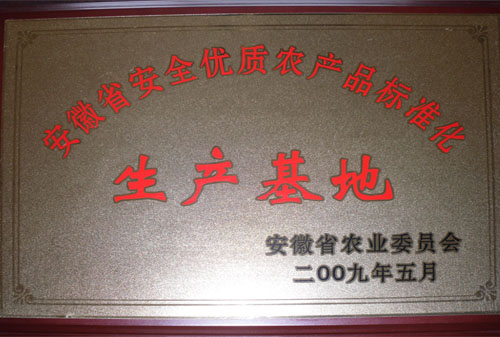 安徽省安全优质农产品标准化
生产基地
安徽省农业委员会
二00九年五月